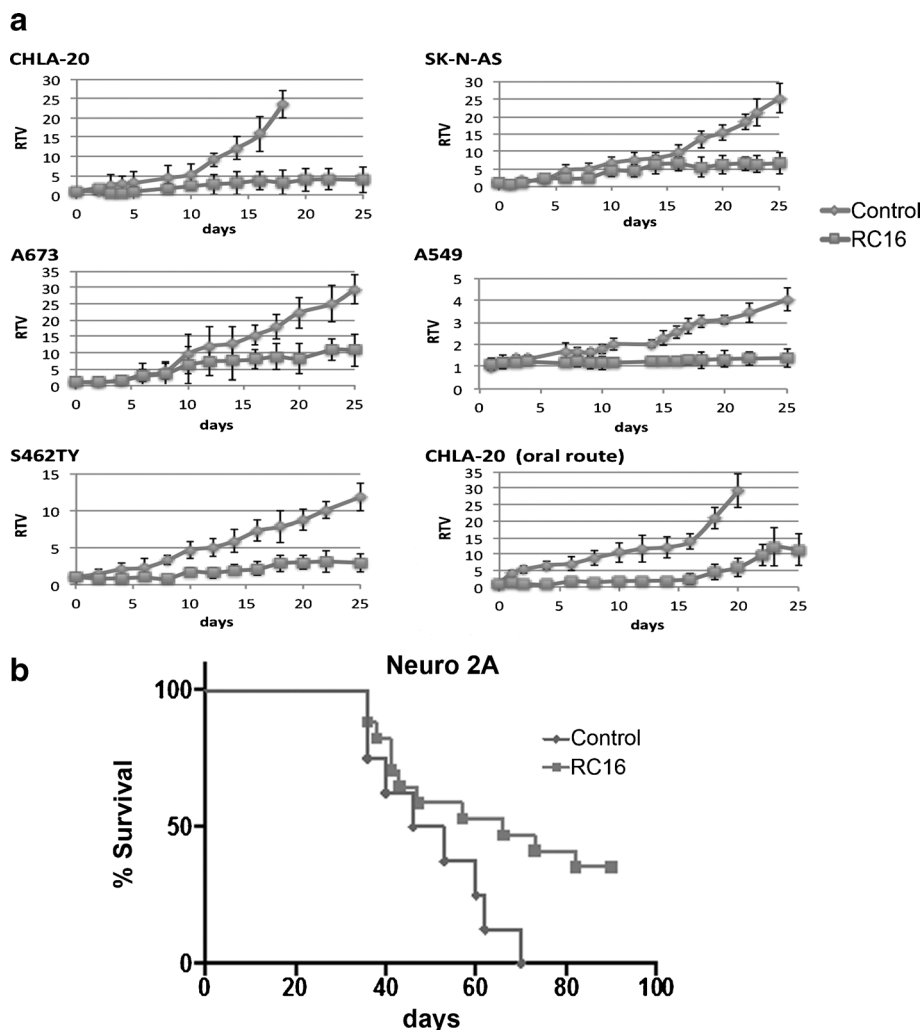 a
CHLA-20
RTV
30
25
20
15
10
5
0
0 5 10 15 20 25
days
SK-N-AS
RTV
30
25
20
15
10
5
0
0 5 10 15 20 25
days
Control
RC16
A673
RTV
35
30
25
20
15
10
5
0
0 5 10 15 20 25
days
A549
RTV
5
4
3
2
1
0
0 5 10 15 20 25
days
S462TY
RTV
15
10
5
0
0 5 10 15 20 25
days
CHLA-20 (oral route)
RTV
35
30
25
20
15
10
5
0
0 5 10 15 20 25
days
b
Neuro 2A
% Survival
100
50
0
0 20 40 60 80 100
days
Control
RC16